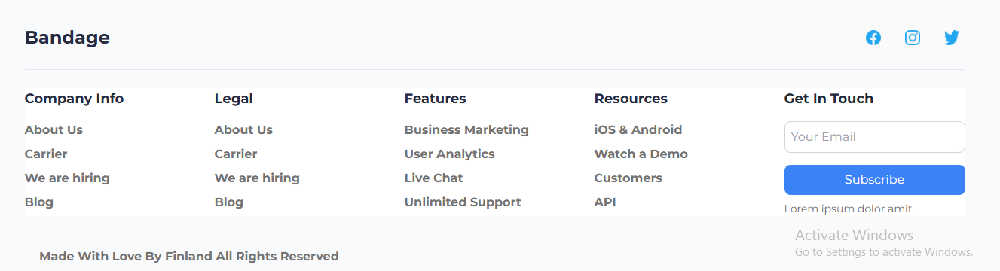 Bandage
Company Info
About Us
Carrier
We are hiring
Blog
Legal
About Us
Carrier
We are hiring
Blog
Features
Business Marketing
User Analytics
Live Chat
Unlimited Support
Resources
iOS & Android
Watch a Demo
Customers
API
Get In Touch
Your Email
Subscribe
Lorem ipsum dolor amit.
Made With Love By Finland All Rights Reserved
Activate Windows
Go to Settings to activate Windows.